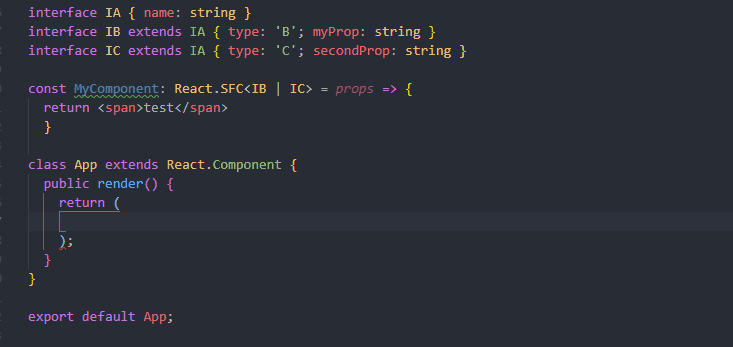 interface IA { name: string }
interface IB extends IA { type: 'B'; myProp: string }
interface IC extends IA { type: 'C'; secondProp: string }
const MyComponent: React.SFC<IB | IC> = props => {
return <span>test</span>
}
class App extends React.Component {
public render() {
return (
);
}
}
export default App;